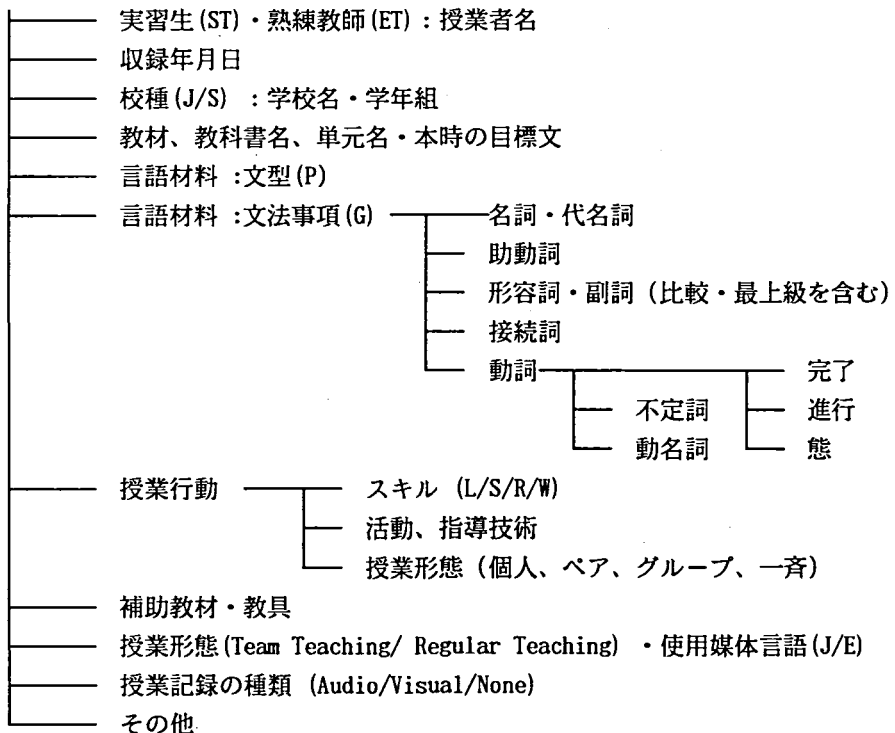 実習生(ST)・熟練教師(ET):授業者名
収録年月日
校種(J/S) :学校名・学年組
教材、教科書名、単元名・本時の目標文
言語材料 :文型(P)
言語材料 :文法事項(G) 名詞・代名詞
助動詞
形容詞・副詞(比較・最上級を含む)
接続詞
動詞 完了
不定詞 進行
動名詞 態
授業行動 スキル (L/S/R/W)
活動、指導技術
授業形態(個人、ペア、グループ、一斉)
補助教材・教具
授業形態(Team Teaching/ Regular Teaching) ・使用媒体言語(J/E)
授業記録の種類 (Audio/Visual/None)
その他